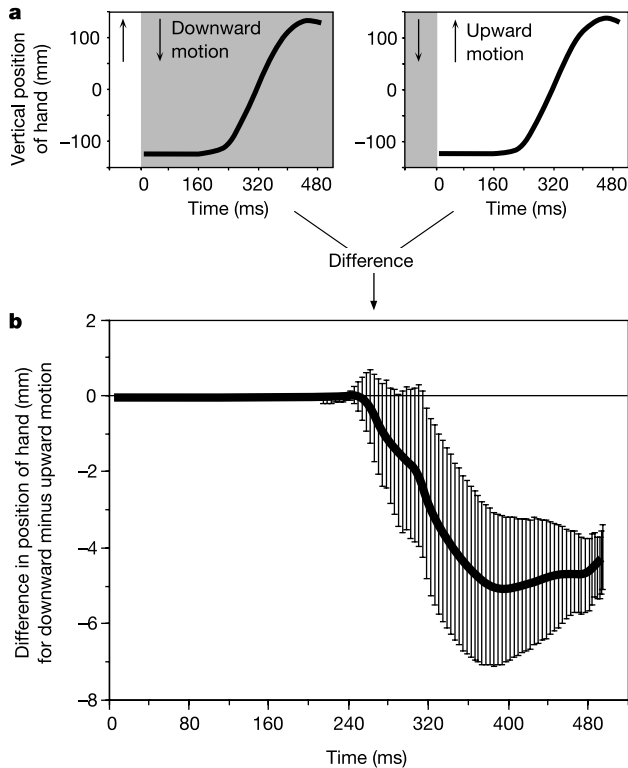 a
Vertical position
of hand (mm)
100
0
−100
Downward
motion
0 160 320 480
Time (ms)
100
0
−100
Upward
motion
0 160 320 480
Time (ms)
Difference
b
Difference in position of hand (mm)
for downward minus upward motion
2
0
−2
−4
−6
−8
0 80 160 240 320 400 480
Time (ms)